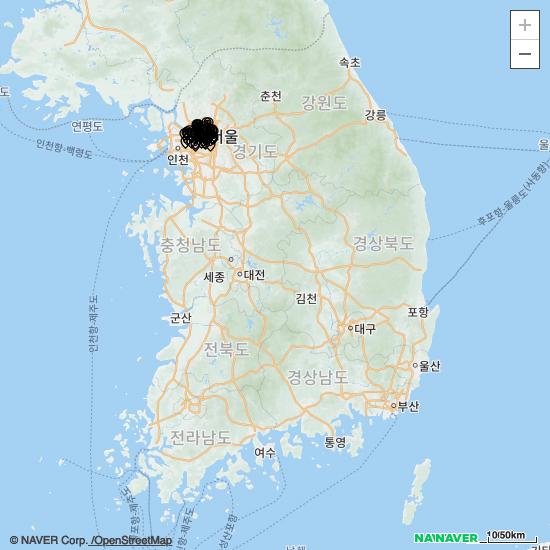 +
−
속초
춘천
강원도
강릉
연평도
인천항-백령도
인천
경기도
울
후포항-울릉도(사동항)
충청남도
경상북도
세종
대전
김천
인천항-제주도
군산
포항
전북도
대구
경상남도
울산
부산
전라남도
여수
통영
© NAVER Corp. /OpenStreetMap
NAVER
10/50km